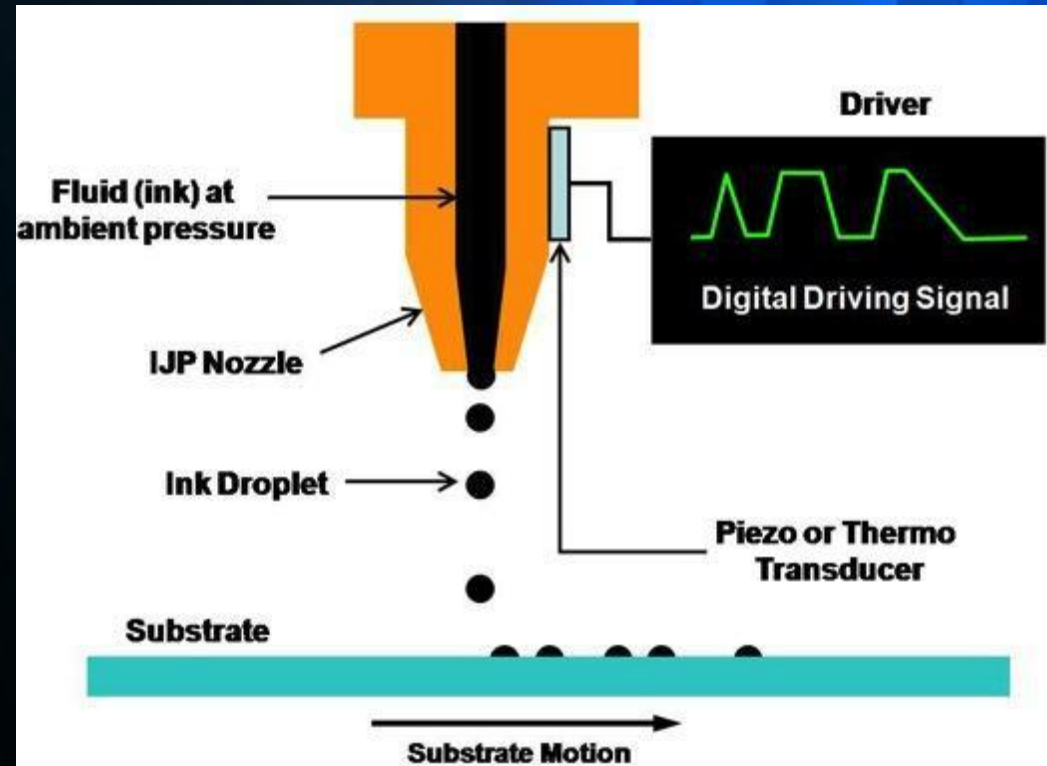 Driver
Fluid (ink) at
ambient pressure
Digital Driving Signal
IJP Nozzle
Ink Droplet
Piezo or Thermo
Transducer
Substrate
Substrate Motion